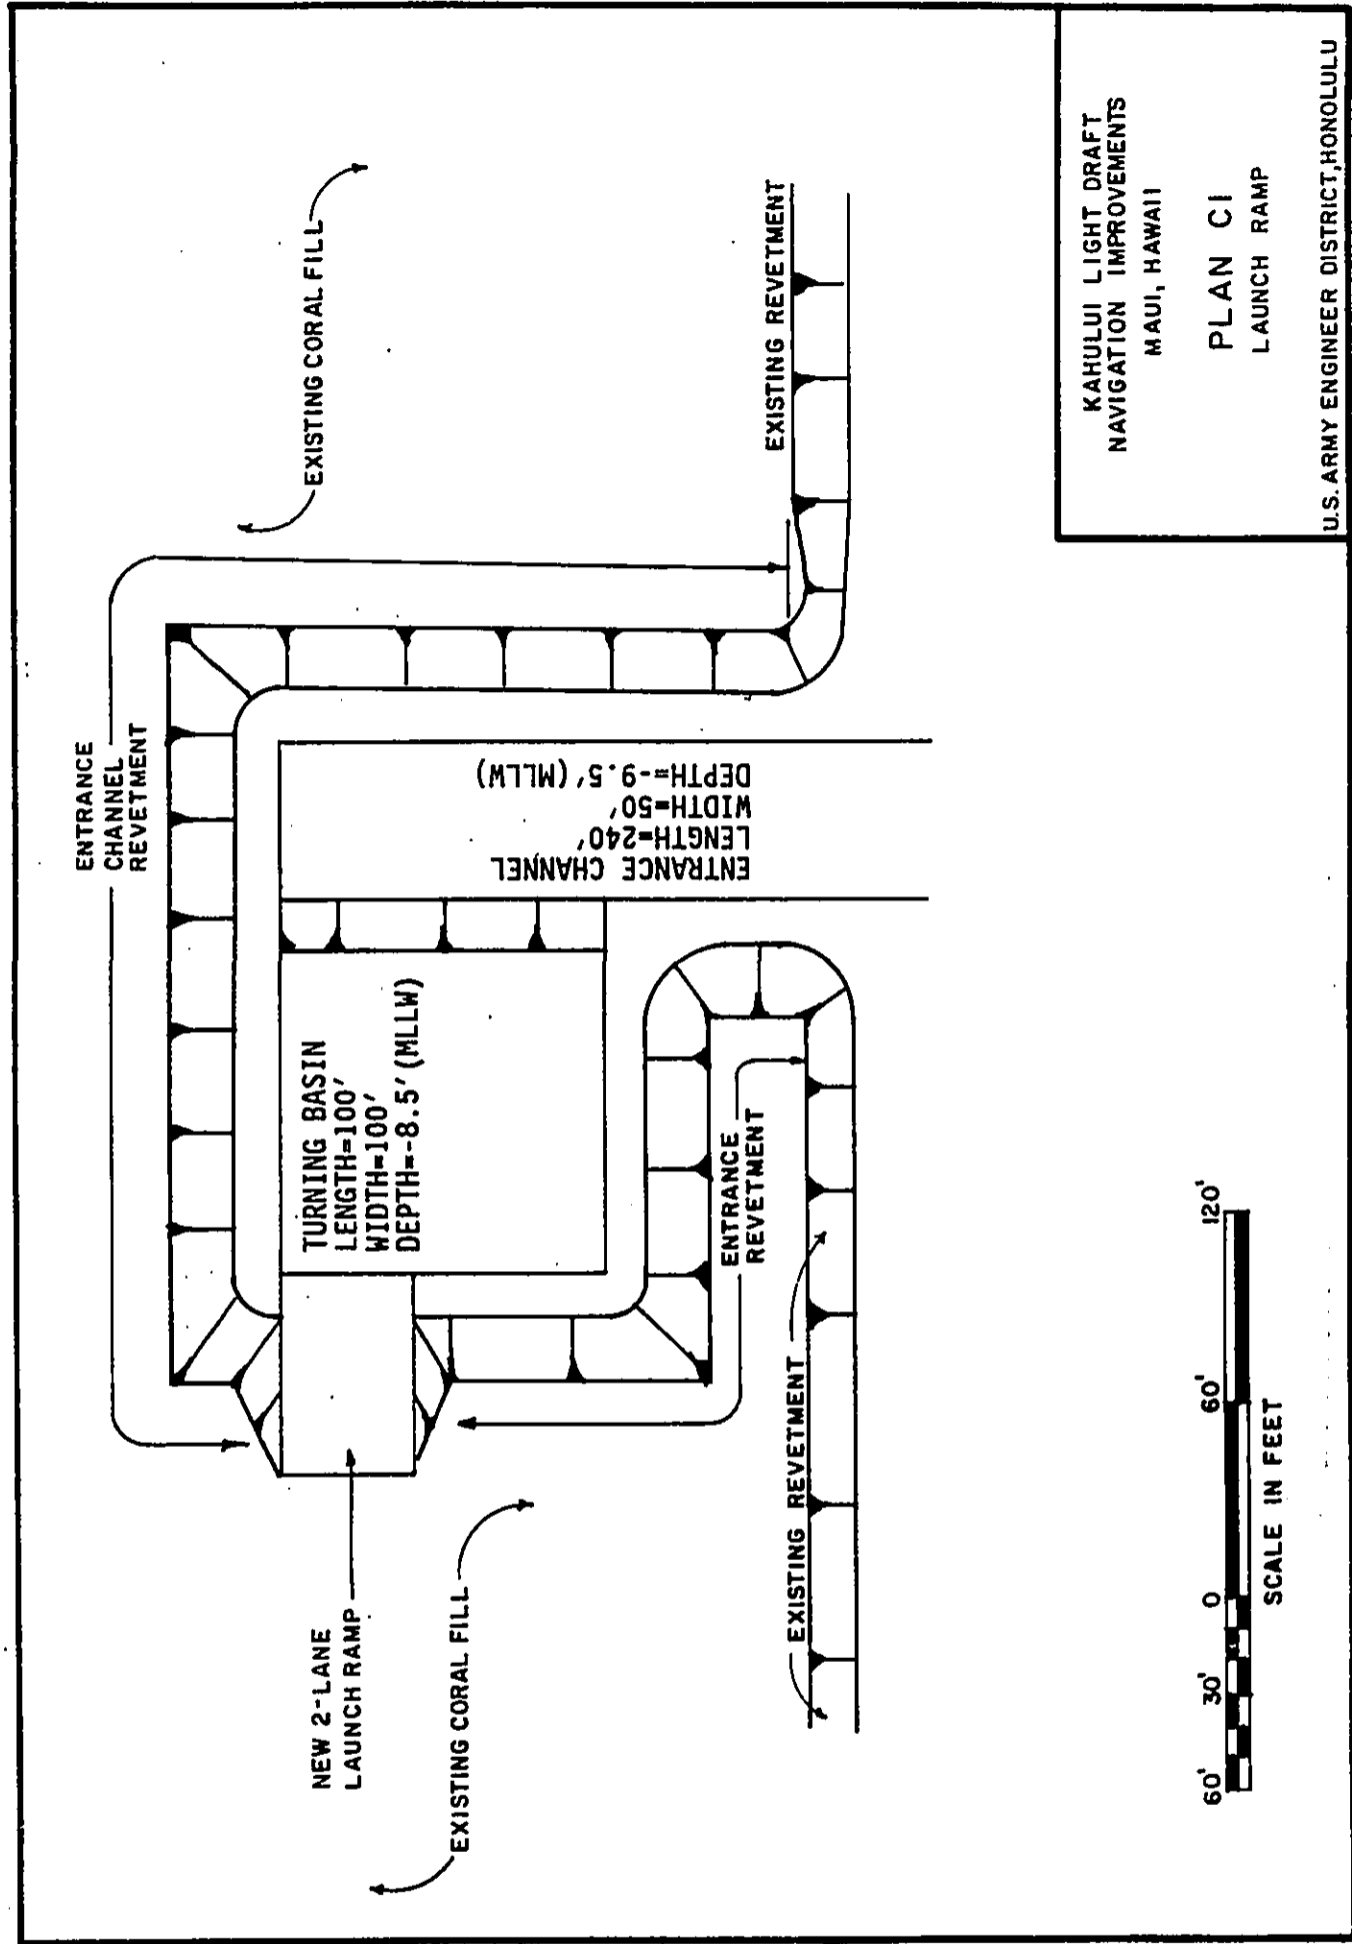 ENTRANCE
CHANNEL
REVETMENT
EXISTING CORAL FILL
NEW 2-LANE
LAUNCH RAMP
TURNING BASIN
LENGTH=100'
WIDTH=100'
DEPTH=-8.5'(MLLW)
ENTRANCE CHANNEL
LENGTH=240'
WIDTH=50'
DEPTH=-9.5'(MLLW)
EXISTING CORAL FILL
ENTRANCE
REVETMENT
EXISTING REVETMENT
EXISTING REVETMENT
60' 30' 0 60' 120'
SCALE IN FEET
KAHULUI LIGHT DRAFT
NAVIGATION IMPROVEMENTS
MAUI, HAWAII
PLAN C1
LAUNCH RAMP
U.S. ARMY ENGINEER DISTRICT, HONOLULU